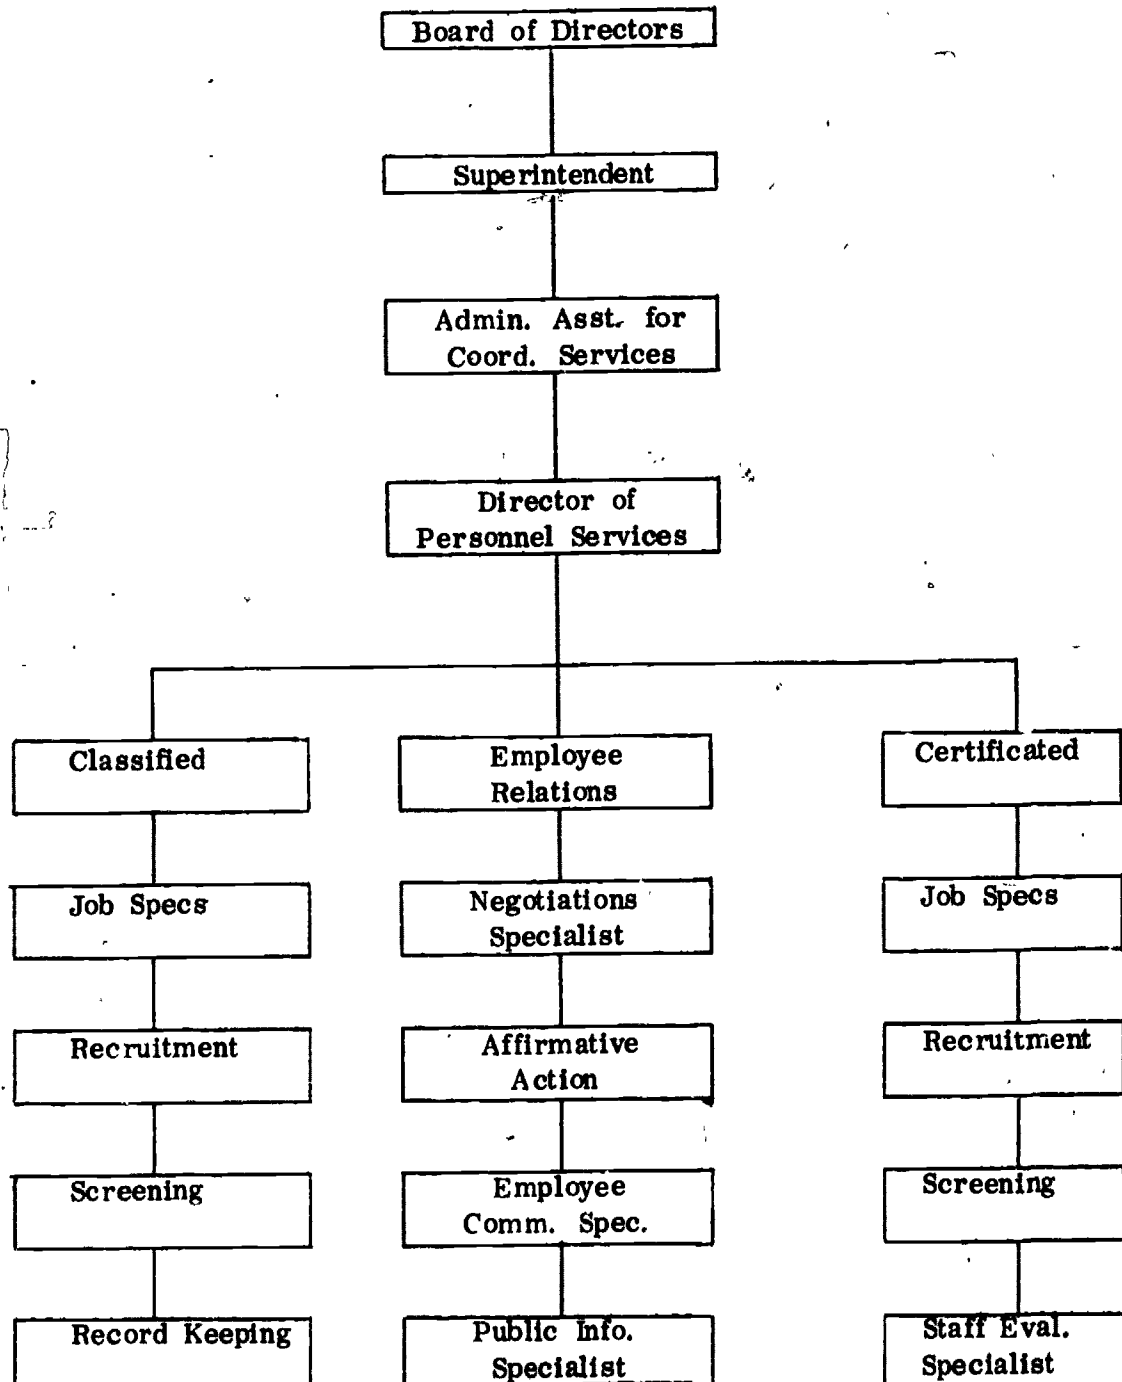 Board of Directors
Superintendent
Admin. Asst. for
Coord. Services
Director of
Personnel Services
Classified
Employee
Relations
Certificated
Job Specs
Negotiations
Specialist
Job Specs
Recruitment
Affirmative
Action
Recruitment
Screening
Employee
Comm. Spec.
Screening
Record Keeping
Public Info.
Specialist
Staff Eval.
Specialist